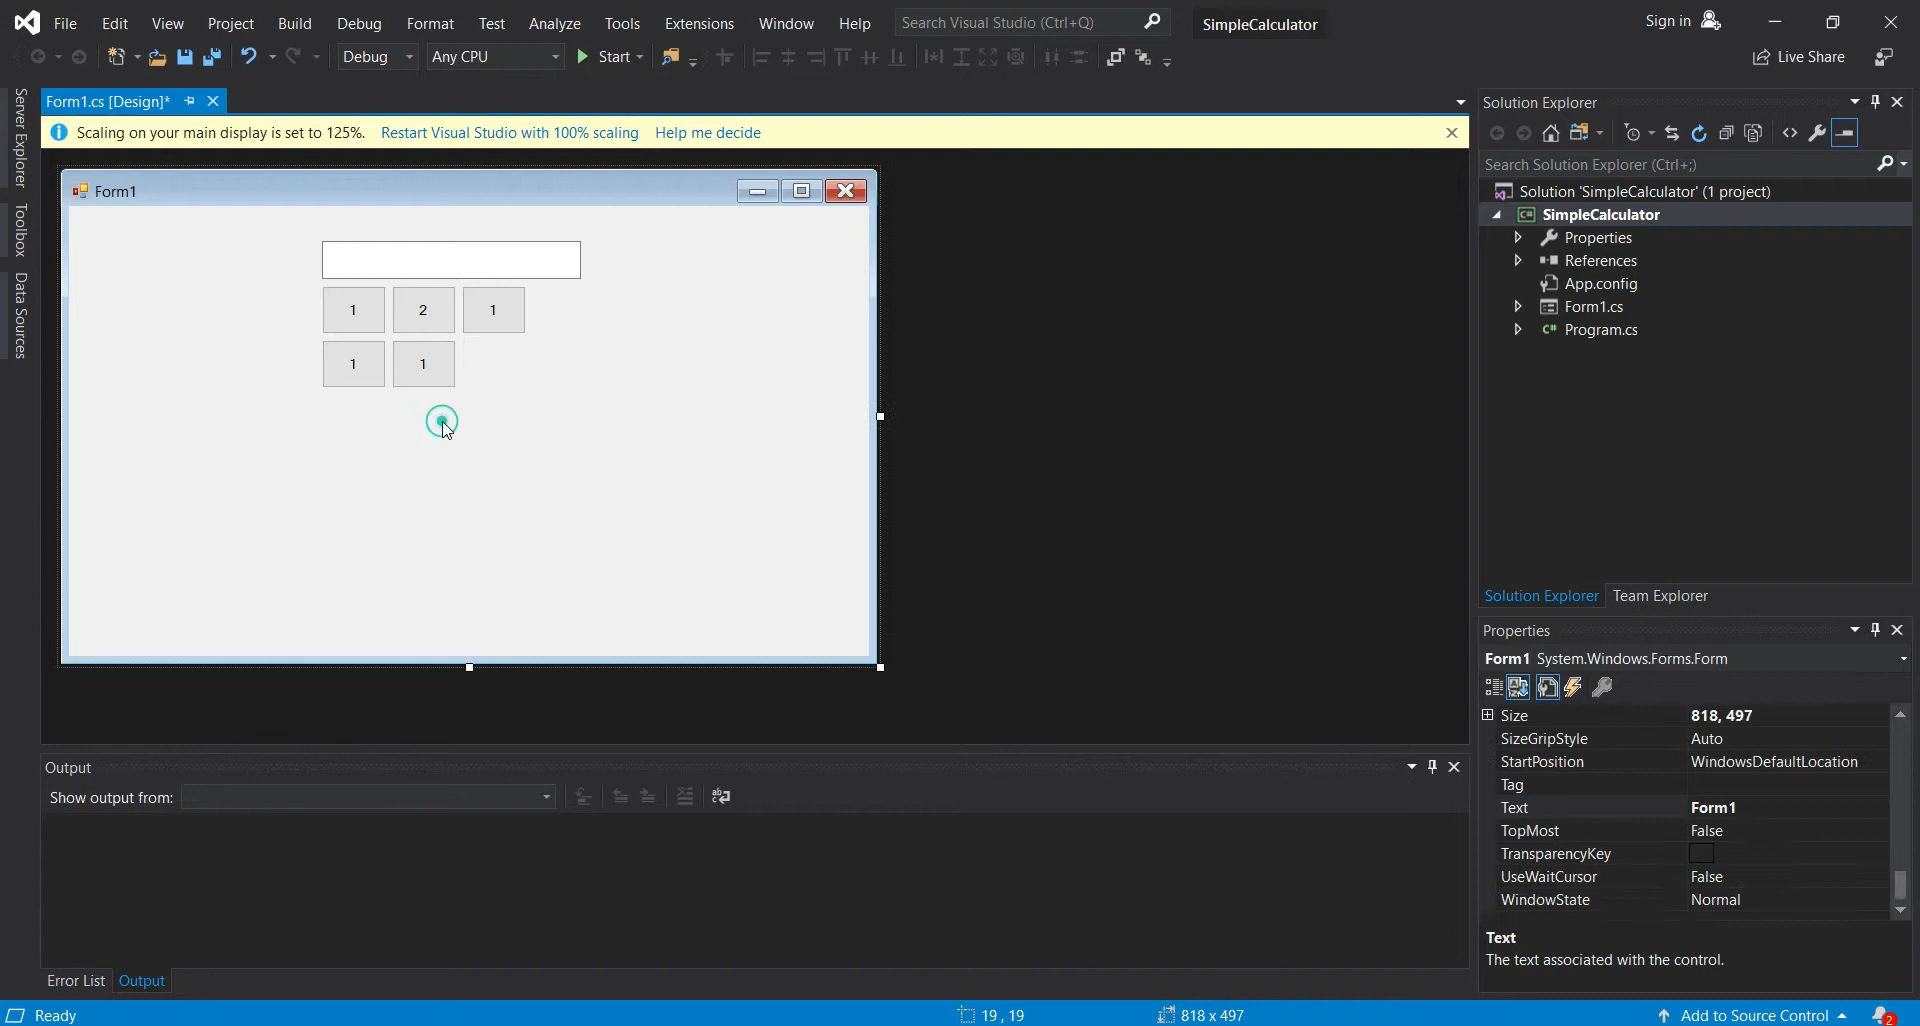 File Edit View Project Build Debug Format Test Analyze Tools Extensions Window Help Search Visual Studio (Ctrl+Q) SimpleCalculator Sign in
Debug Any CPU Start Live Share
Server Explorer
Toolbox
Data Sources
Form1.cs [Design]*
Scaling on your main display is set to 125%. Restart Visual Studio with 100% scaling Help me decide
Form1
1 2 1
1 1
Solution Explorer
Search Solution Explorer (Ctrl+;)
Solution 'SimpleCalculator' (1 project)
SimpleCalculator
Properties
References
App.config
Form1.cs
Program.cs
Solution Explorer Team Explorer
Properties
Form1 System.Windows.Forms.Form
Size 818, 497
SizeGripStyle Auto
StartPosition WindowsDefaultLocation
Tag
Text Form1
TopMost False
TransparencyKey
UseWaitCursor False
WindowState Normal
Text
The text associated with the control.
Output
Show output from:
Error List Output
Ready 19 , 19 818 x 497 Add to Source Control 2